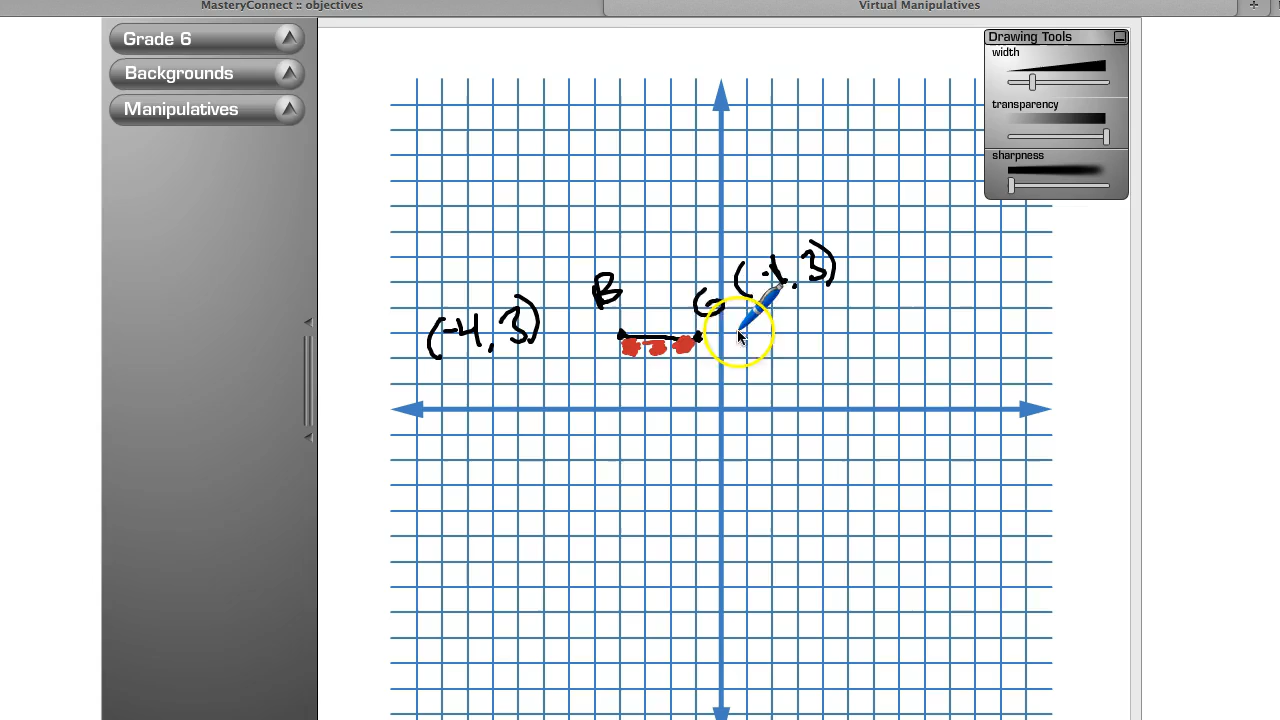 MasteryConnect :: objectives
Virtual Manipulatives
Grade 6
Backgrounds
Manipulatives
Drawing Tools
width
transparency
sharpness
(-1, 3)
B
G
(-4, 3)